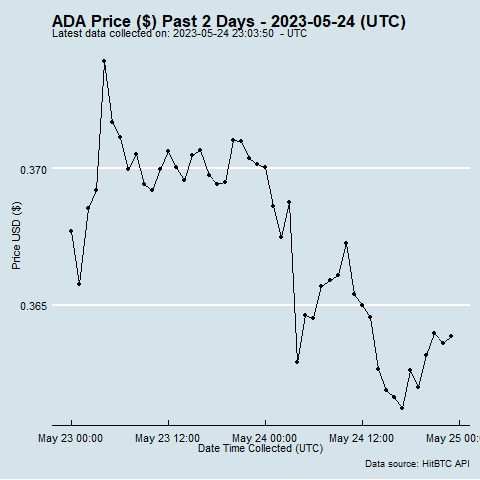 ADA Price ($) Past 2 Days - 2023-05-24 (UTC)
Latest data collected on: 2023-05-24 23:03:50 - UTC
0.370
Price USD ($)
0.365
May 23 00:00 May 23 12:00 May 24 00:00 May 24 12:00 May 25 00:
Date Time Collected (UTC)
Data source: HitBTC API